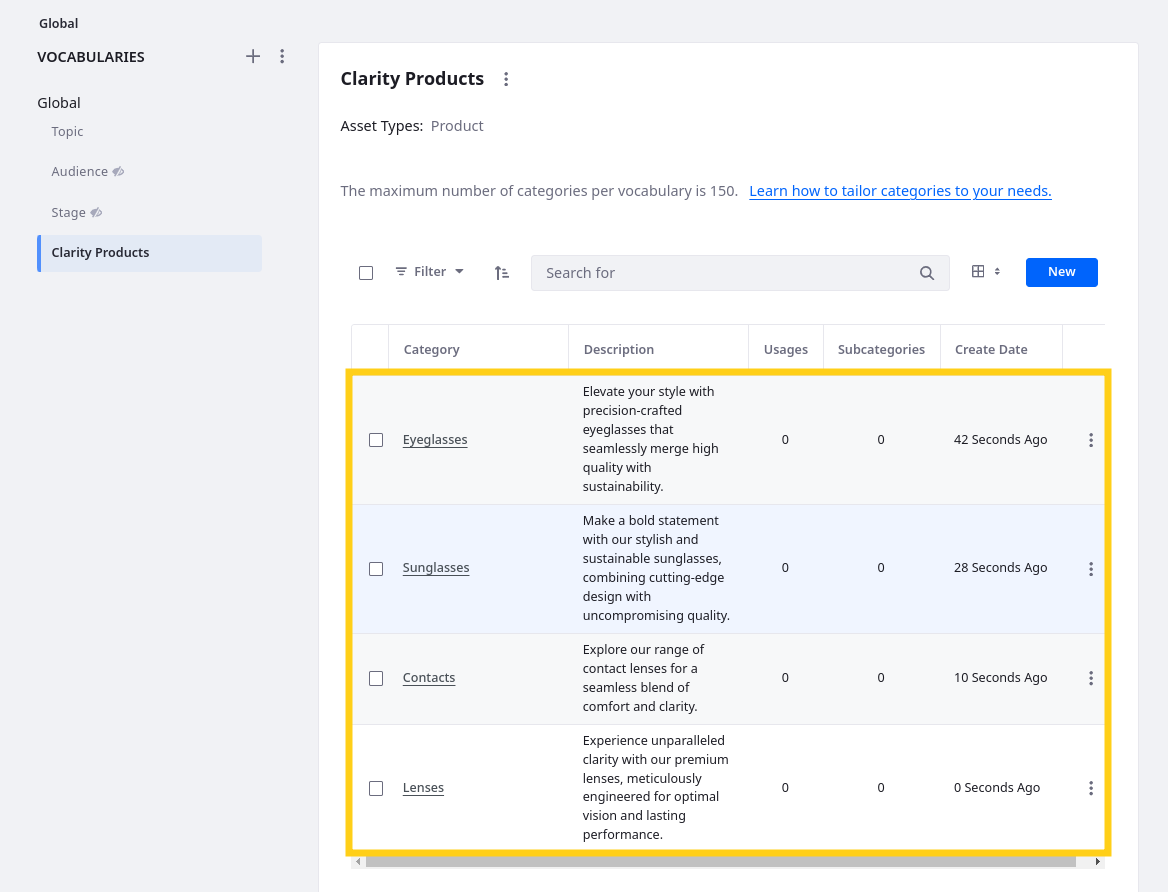 Global
VOCABULARIES
Global
Topic
Audience
Stage
Clarity Products
Clarity Products
Asset Types: Product
The maximum number of categories per vocabulary is 150. Learn how to tailor categories to your needs.
Filter
Search for
New
Category Description Usages Subcategories Create Date
Eyeglasses
Elevate your style with
precision-crafted
eyeglasses that
seamlessly merge high
quality with
sustainability.
0 0 42 Seconds Ago
Sunglasses
Make a bold statement
with our stylish and
sustainable sunglasses,
combining cutting-edge
design with
uncompromising quality.
0 0 28 Seconds Ago
Contacts
Explore our range of
contact lenses for a
seamless blend of
comfort and clarity.
0 0 10 Seconds Ago
Lenses
Experience unparalleled
clarity with our premium
lenses, meticulously
engineered for optimal
vision and lasting
performance.
0 0 0 Seconds Ago